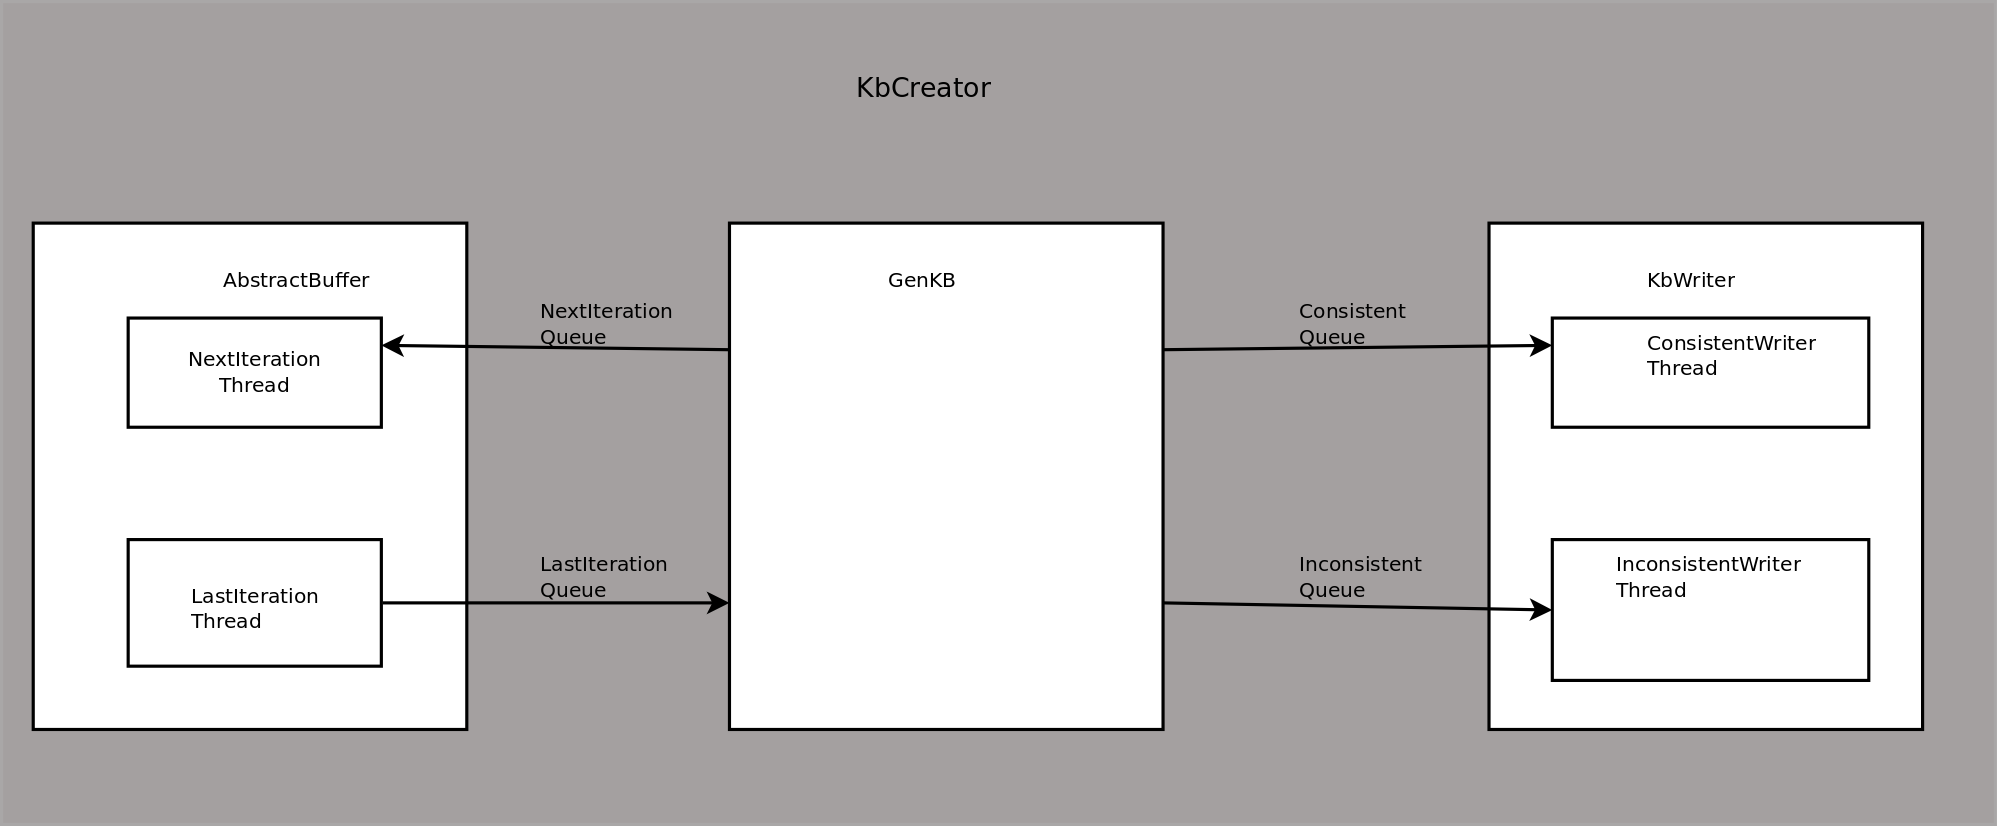 KbCreator
AbstractBuffer
NextIteration
Thread
LastIteration
Thread
NextIteration
Queue
LastIteration
Queue
GenKB
Consistent
Queue
Inconsistent
Queue
KbWriter
ConsistentWriter
Thread
InconsistentWriter
Thread